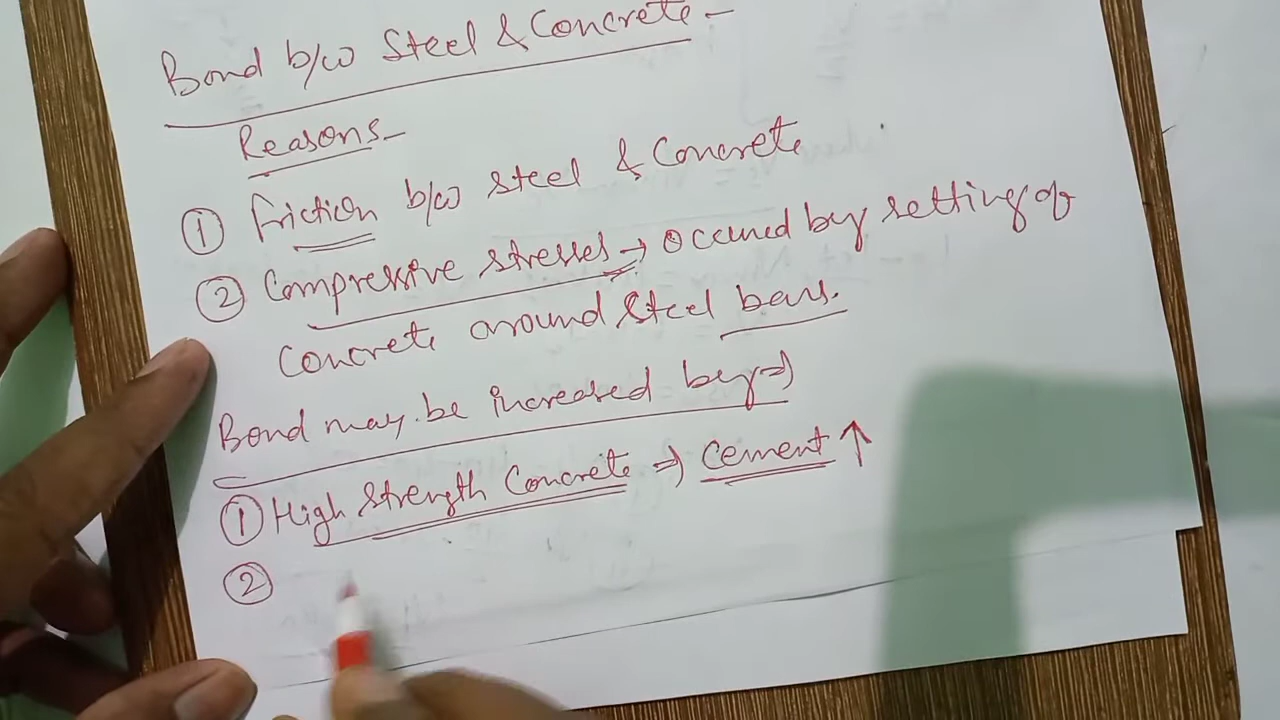 Bond b/w Steel & Concrete -
Reasons -
① Friction b/w steel & Concrete
② Compressive stresses → Occured by setting of
Concrete around steel bars.
Bond may be increased by ⇒
① High Strength Concrete ⇒ Cement ↑
②